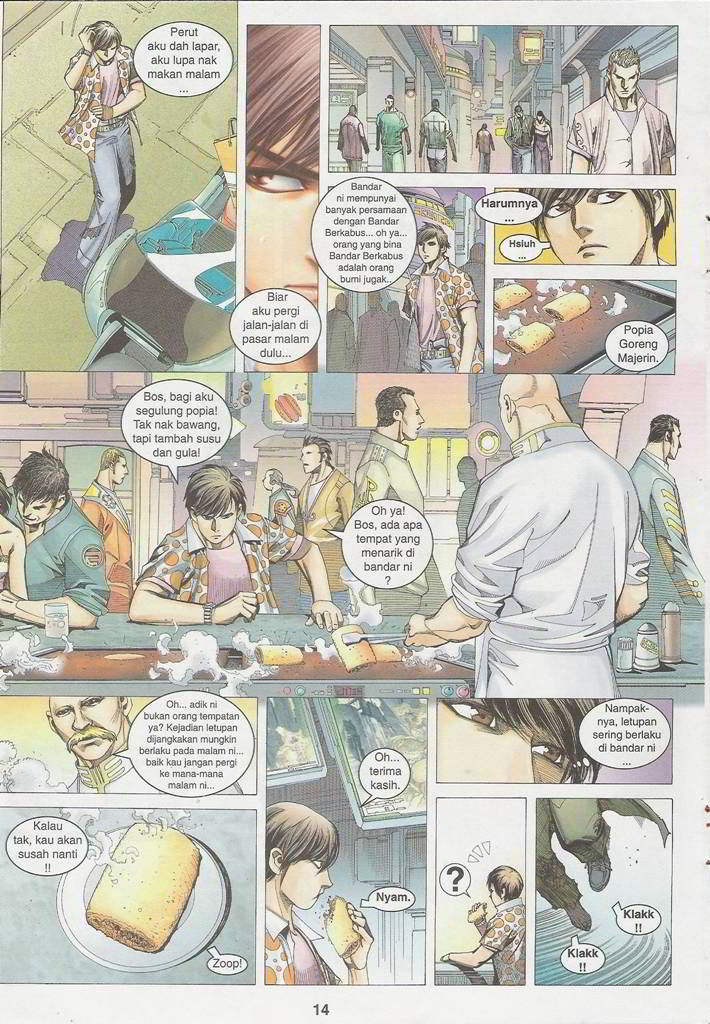 Perut
aku dah lapar,
aku lupa nak
makan malam
...
Biar
aku pergi
jalan-jalan di
pasar malam
dulu...
Bandar
ni mempunyai
banyak persamaan
dengan Bandar
Berkabus... oh ya...
orang yang bina
Bandar Berkabus
adalah orang
bumi jugak..
Harumnya
...
Hsiuh
...
Popia
Goreng
Majerin.
Bos, bagi aku
segulung popia!
Tak nak bawang,
tapi tambah susu
dan gula!
Oh ya!
Bos, ada apa
tempat yang
menarik di
bandar ni
?
Oh... adik ni
bukan orang tempatan
ya? Kejadian letupan
dijangkakan mungkin
berlaku pada malam ni...
baik kau jangan pergi
ke mana-mana
malam ni...
Oh...
terima
kasih.
Nampak-
nya, letupan
sering berlaku
di bandar ni
...
Kalau
tak, kau akan
susah nanti
!!
Zoop!
Nyam.
?
Klakk
!!
Klakk
!!
14